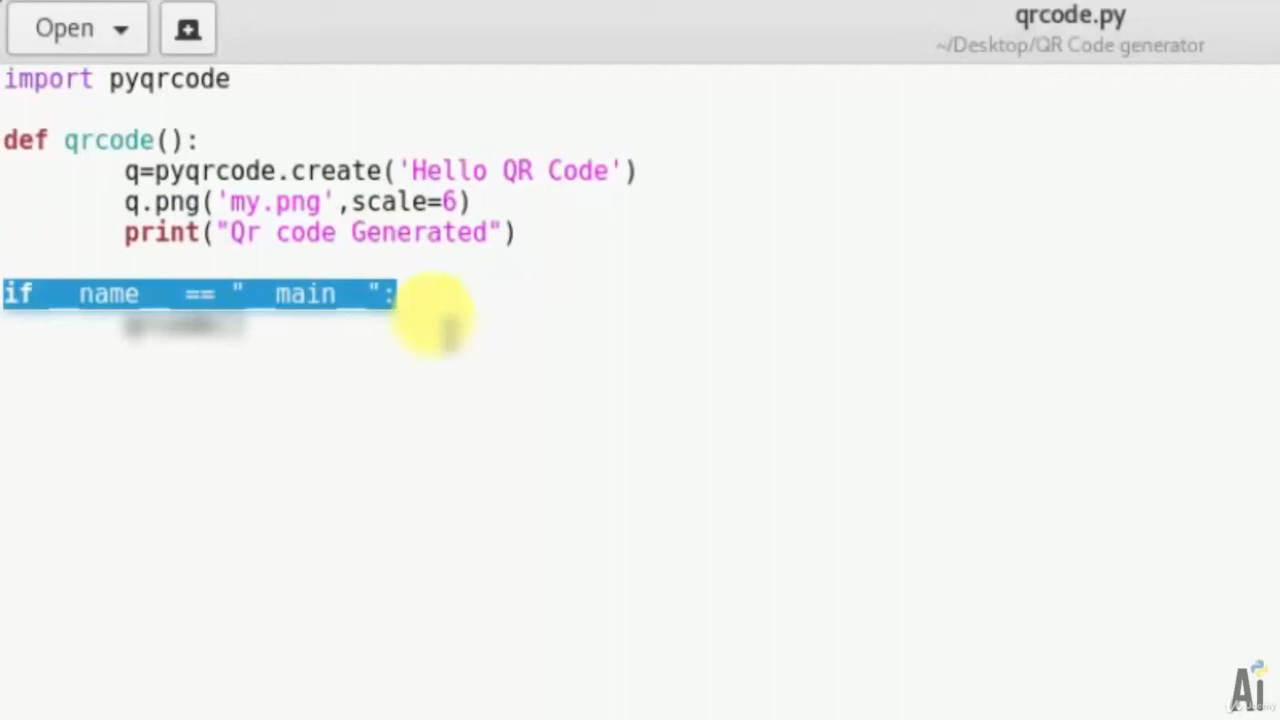 Open
qrcode.py
~/Desktop/QR Code generator
import pyqrcode
def qrcode():
q=pyqrcode.create('Hello QR Code')
q.png('my.png',scale=6)
print("Qr code Generated")
if __name__ == "__main__":
Ai